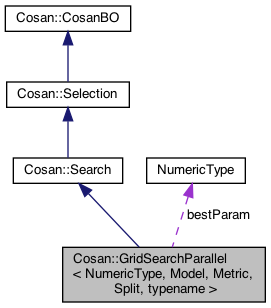 Cosan::CosanBO
Cosan::Selection
Cosan::Search
NumericType
bestParam
Cosan::GridSearchParallel
< NumericType, Model, Metric,
Split, typename >